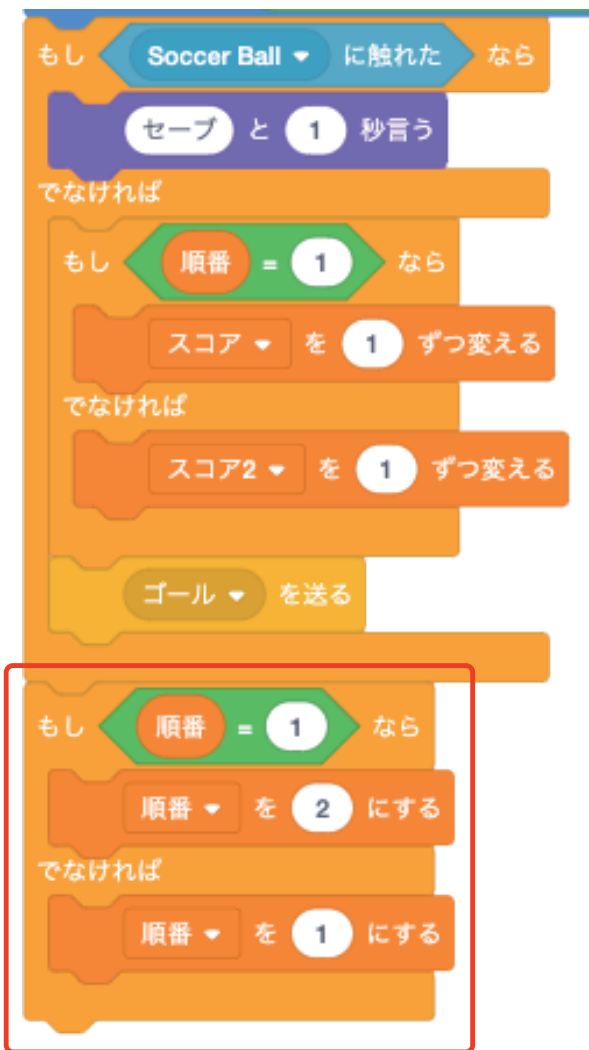 もし Soccer Ball に触れた なら
セーブ と 1 秒言う
でなければ
もし 順番 = 1 なら
スコア を 1 ずつ変える
でなければ
スコア2 を 1 ずつ変える
ゴール を送る
もし 順番 = 1 なら
順番 を 2 にする
でなければ
順番 を 1 にする